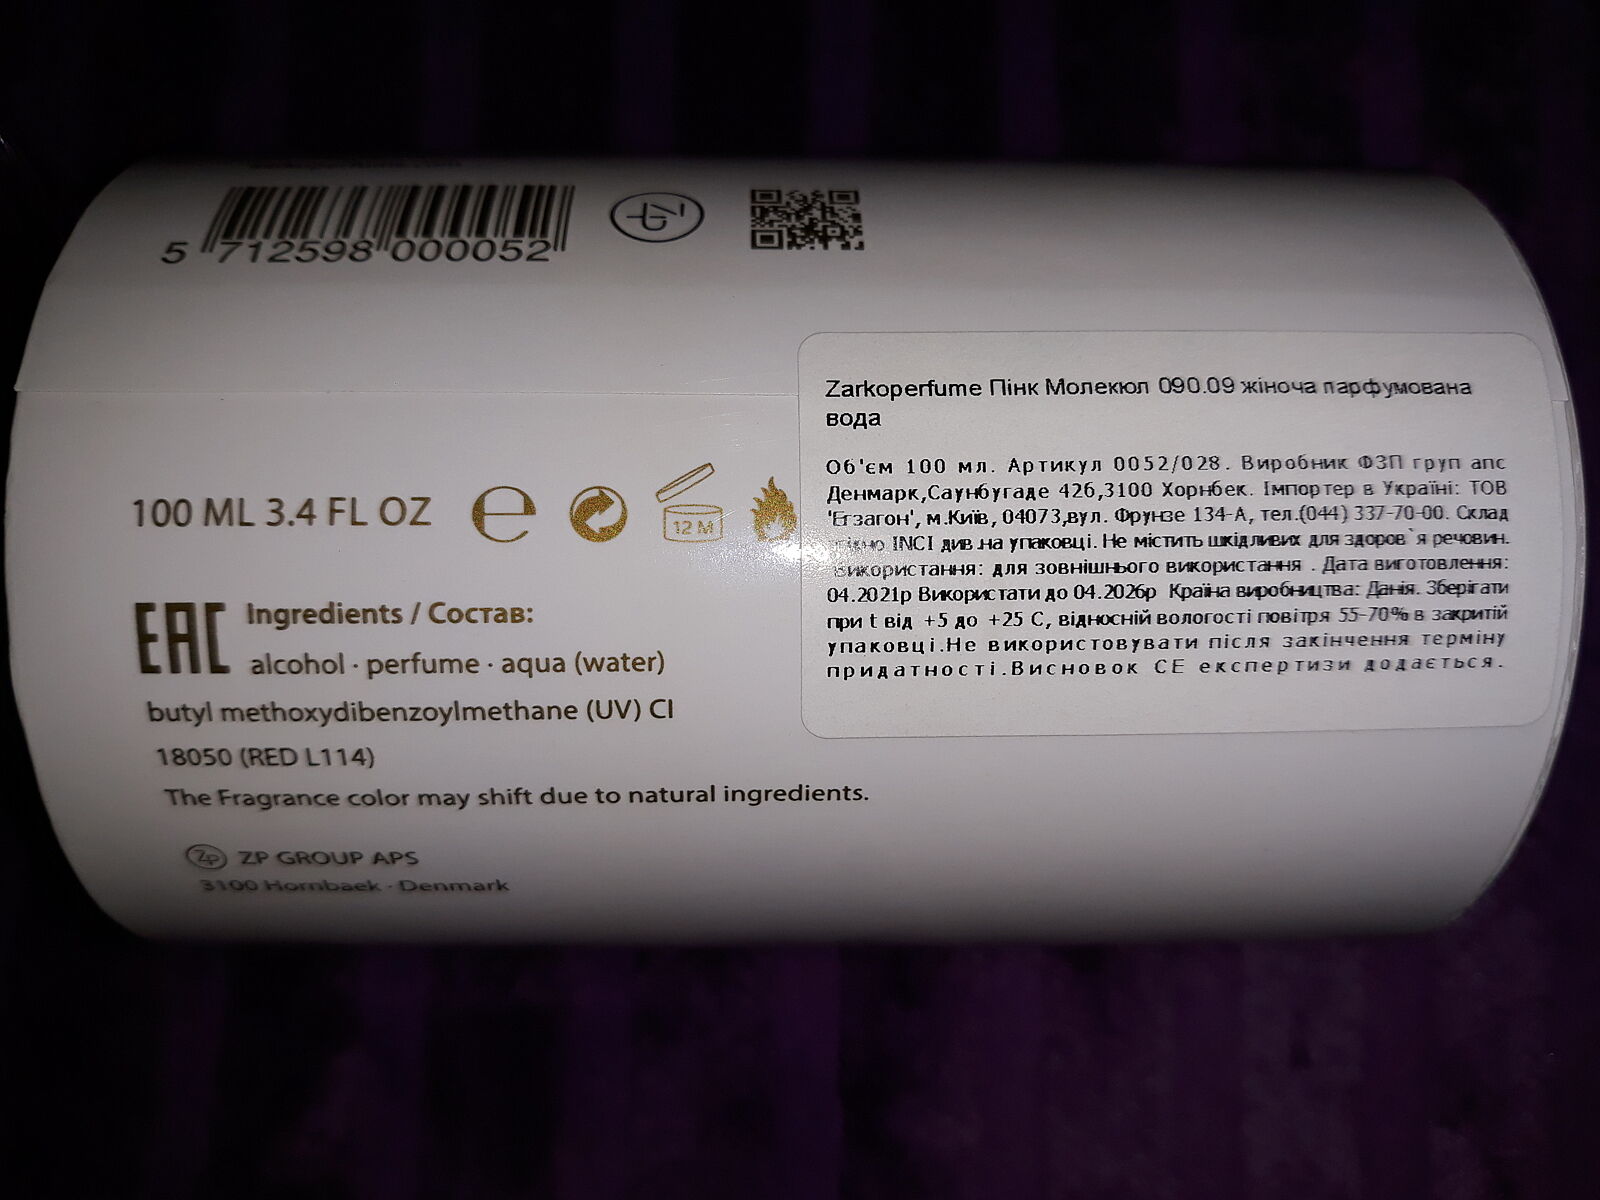 5 712598 000052
100 ML 3.4 FL OZ
12 M
EAC Ingredients / Состав:
alcohol · perfume · aqua (water)
butyl methoxydibenzoylmethane (UV) CI
18050 (RED L114)
The Fragrance color may shift due to natural ingredients.
Zp ZP GROUP APS
3100 Hornbaek · Denmark
Zarkoperfume Пінк Молекюл 090.09 жіноча парфумована
вода
Об'єм 100 мл. Артикул 0052/028. Виробник ФЗП груп апс
Денмарк,Саунбугаде 426,3100 Хорнбек. Імпортер в Україні: ТОВ
м.Київ, 04073,вул. Фрунзе 134-А, тел.(044) 337-70-00. Склад
INCI див.на упаковці. Не містить шкідливих для здоров`я речовин.
Використання: для зовнішнього використання . Дата виготовлення:
04.2021р Використати до 04.2026р Країна виробництва: Данія. Зберігати
при t від +5 до +25 С, відносній вологості повітря 55-70% в закритій
упаковці.Не використовувати після закінчення терміну
придатності.Висновок СЕ експертизи додається.